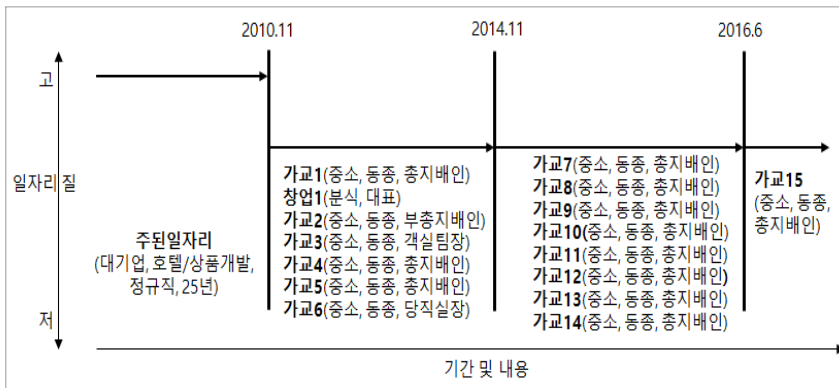 2010.11
2014.11
2016.6
고
일자리 질
저
주된일자리
(대기업, 호텔/상품개발,
정규직, 25년)
가교1(중소, 동종, 총지배인)
창업1(분식, 대표)
가교2(중소, 동종, 부총지배인)
가교3(중소, 동종, 객실팀장)
가교4(중소, 동종, 총지배인)
가교5(중소, 동종, 총지배인)
가교6(중소, 동종, 당직실장)
가교7(중소, 동종, 총지배인)
가교8(중소, 동종, 총지배인)
가교9(중소, 동종, 총지배인)
가교10(중소, 동종, 총지배인)
가교11(중소, 동종, 총지배인)
가교12(중소, 동종, 총지배인)
가교13(중소, 동종, 총지배인)
가교14(중소, 동종, 총지배인)
가교15
(중소, 동종,
총지배인)
기간 및 내용